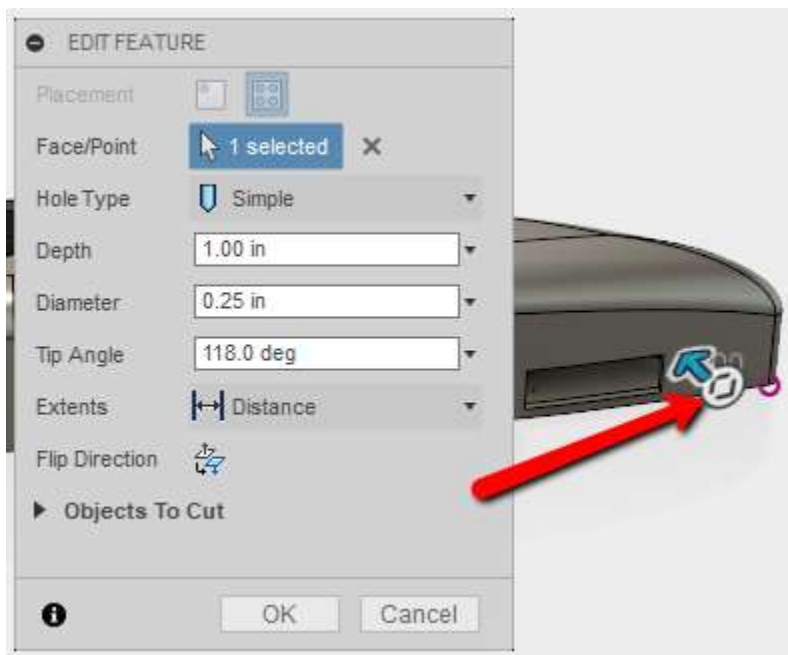 EDIT FEATURE
Placement
Face/Point 1 selected
Hole Type Simple
Depth 1.00 in
Diameter 0.25 in
Tip Angle 118.0 deg
Extents Distance
Flip Direction
Objects To Cut
OK Cancel